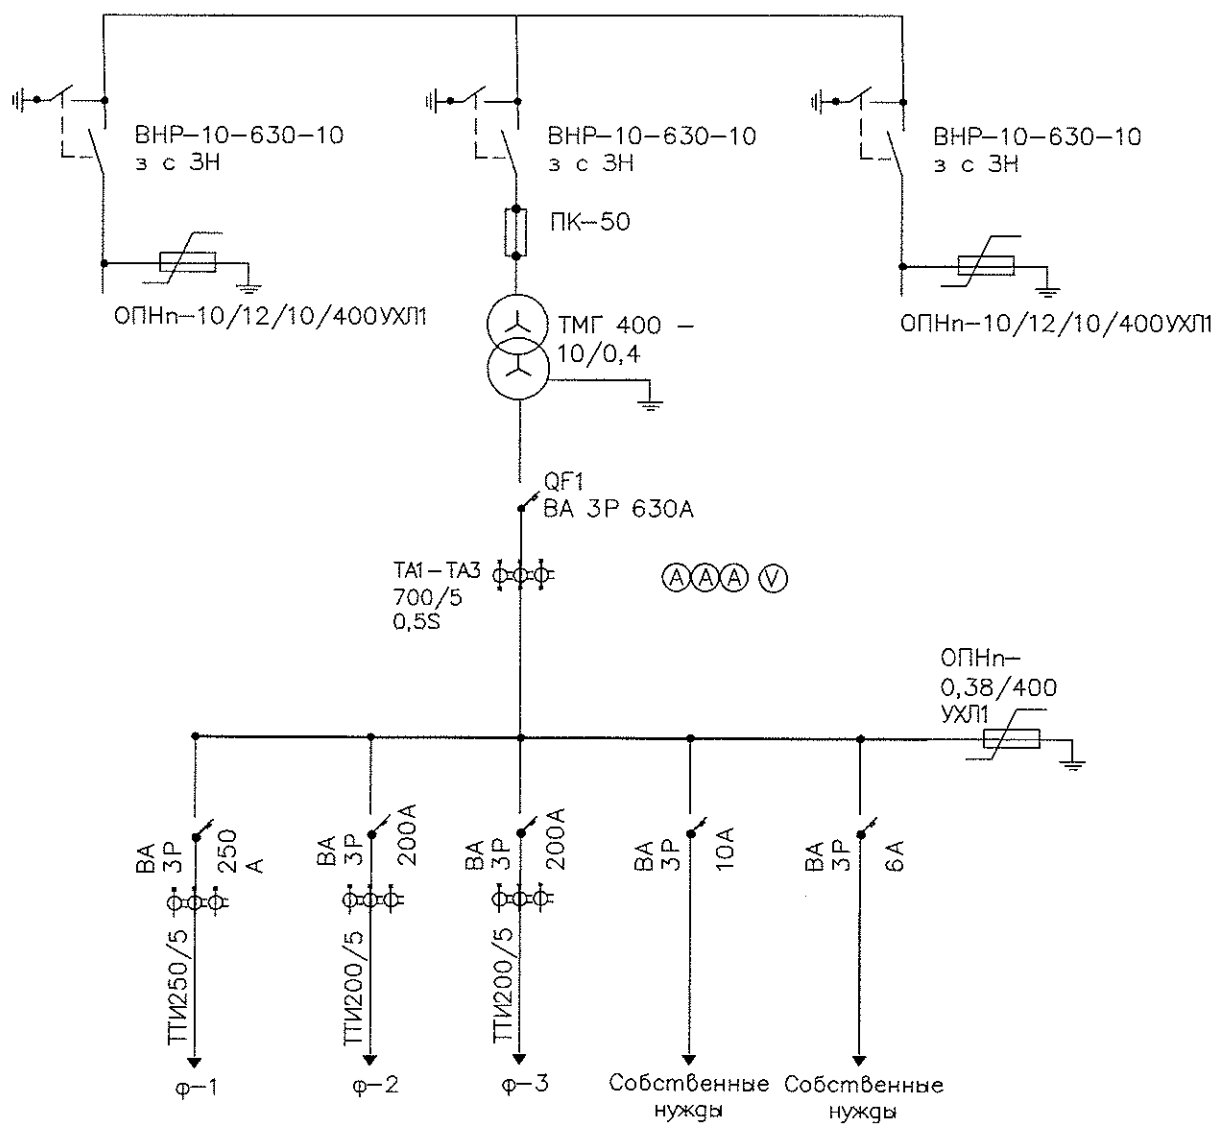 ВНР-10-630-10
з с ЗН
ВНР-10-630-10
з с ЗН
ВНР-10-630-10
з с ЗН
ПК-50
ОПНп-10/12/10/400УХЛ1
ТМГ 400 -
10/0,4
ОПНп-10/12/10/400УХЛ1
QF1
ВА 3Р 630А
ТА1-ТА3
700/5
0,5S
А А А V
ОПНп-
0,38/400
УХЛ1
ВА
3Р
250
А
ВА
3Р
200А
ВА
3Р
200А
ВА
3Р
10А
ВА
3Р
6А
ТТИ250/5
ТТИ200/5
ТТИ200/5
ф-1
ф-2
ф-3
Собственные
нужды
Собственные
нужды